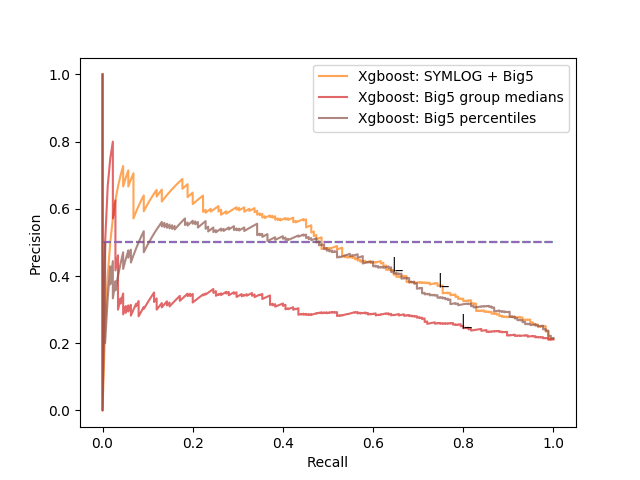 Xgboost: SYMLOG + Big5
Xgboost: Big5 group medians
Xgboost: Big5 percentiles
1.0
0.8
0.6
0.4
0.2
0.0
Precision
0.0 0.2 0.4 0.6 0.8 1.0
Recall